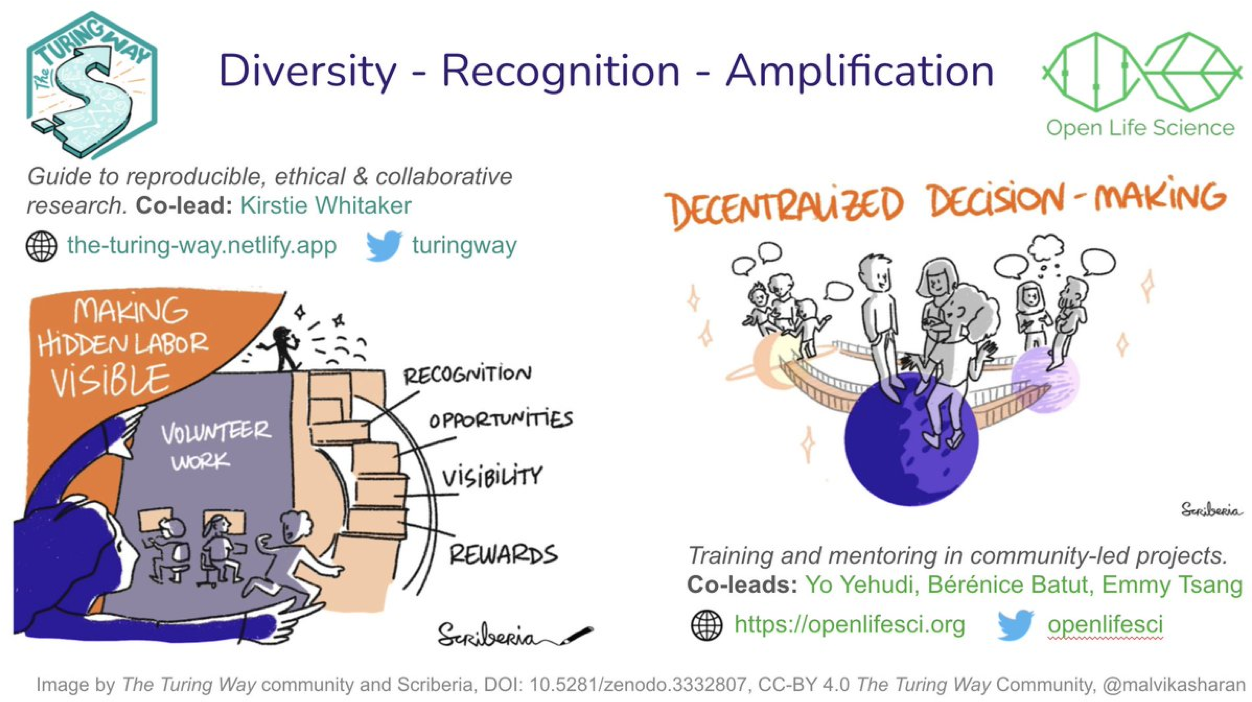 The TURING WAY
Diversity - Recognition - Amplification
Open Life Science
Guide to reproducible, ethical & collaborative
research. Co-lead: Kirstie Whitaker
the-turing-way.netlify.app
turingway
MAKING
HIDDEN LABOR
VISIBLE
VOLUNTEER
WORK
RECOGNITION
OPPORTUNITIES
VISIBILITY
REWARDS
Scriberia
DECENTRALIZED DECISION-MAKING
Scriberia
Training and mentoring in community-led projects.
Co-leads: Yo Yehudi, Bérénice Batut, Emmy Tsang
https://openlifesci.org
openlifesci
Image by The Turing Way community and Scriberia, DOI: 10.5281/zenodo.3332807, CC-BY 4.0 The Turing Way Community, @malvikasharan